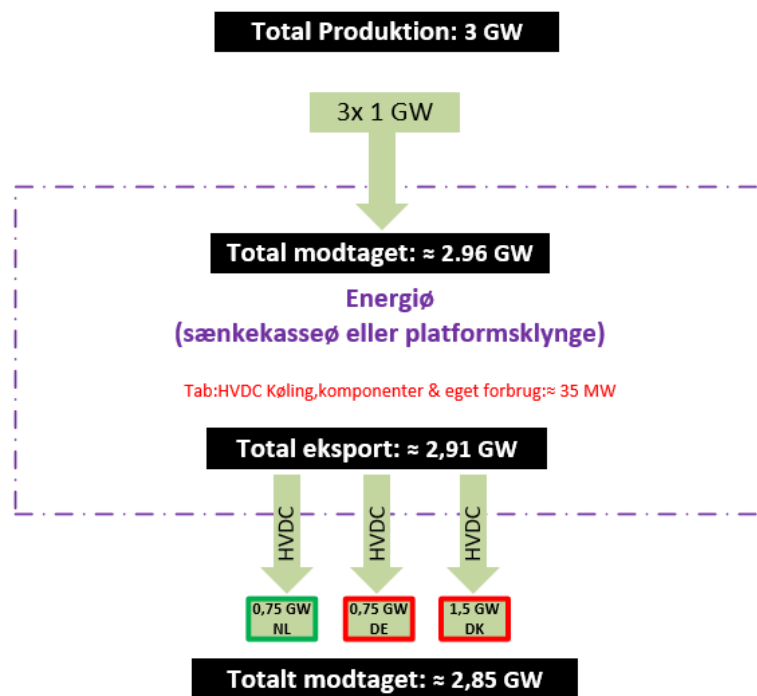 Total Produktion: 3 GW
3x 1 GW
Total modtaget: ≈ 2.96 GW
Energiø
(sænkekasseø eller platformsklynge)
Tab:HVDC Køling,komponenter & eget forbrug:≈ 35 MW
Total eksport: ≈ 2,91 GW
HVDC
HVDC
HVDC
0,75 GW
NL
0,75 GW
DE
1,5 GW
DK
Totalt modtaget: ≈ 2,85 GW